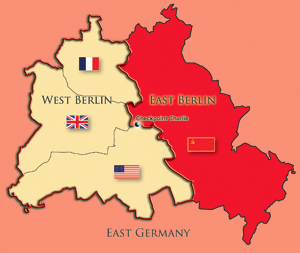 West Berlin
East Berlin
Checkpoint Charlie
East Germany